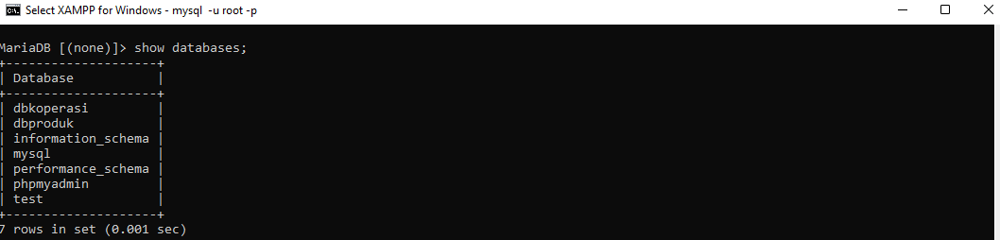 Select XAMPP for Windows - mysql  -u root -p
MariaDB [(none)]> show databases;
+--------------------+
| Database           |
+--------------------+
| dbkoperasi         |
| dbproduk           |
| information_schema |
| mysql              |
| performance_schema |
| phpmyadmin         |
| test               |
+--------------------+
7 rows in set (0.001 sec)